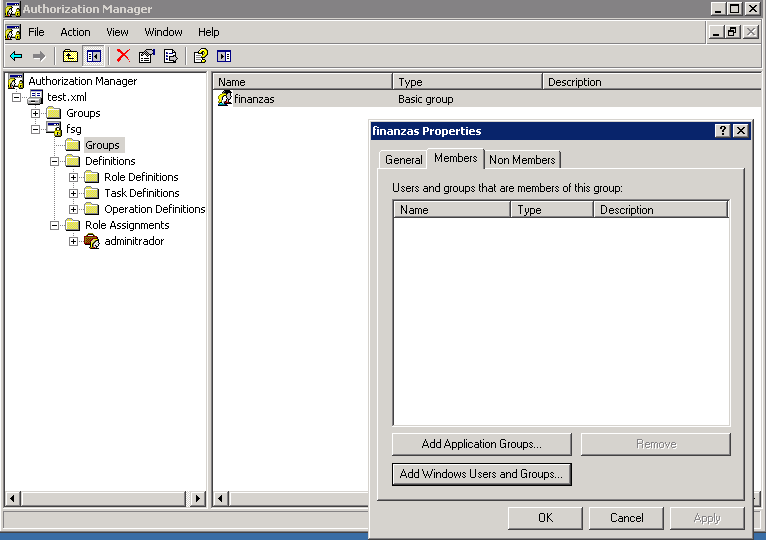 Authorization Manager
File Action View Window Help
Authorization Manager
test.xml
Groups
fsg
Groups
Definitions
Role Definitions
Task Definitions
Operation Definitions
Role Assignments
adminitrador
Name Type Description
finanzas Basic group
finanzas Properties
General Members Non Members
Users and groups that are members of this group:
Name Type Description
Add Application Groups... Remove
Add Windows Users and Groups...
OK Cancel Apply